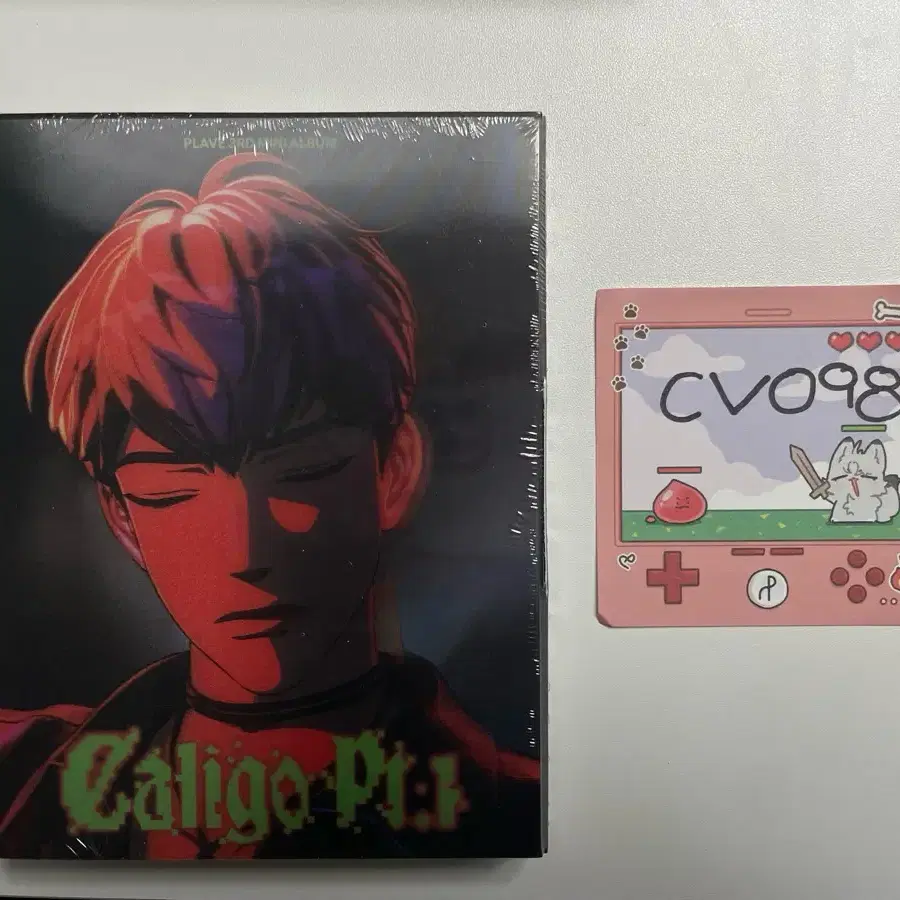 PLAVE 3RD MINI ALBUM
Caligo Pt.1
CV098